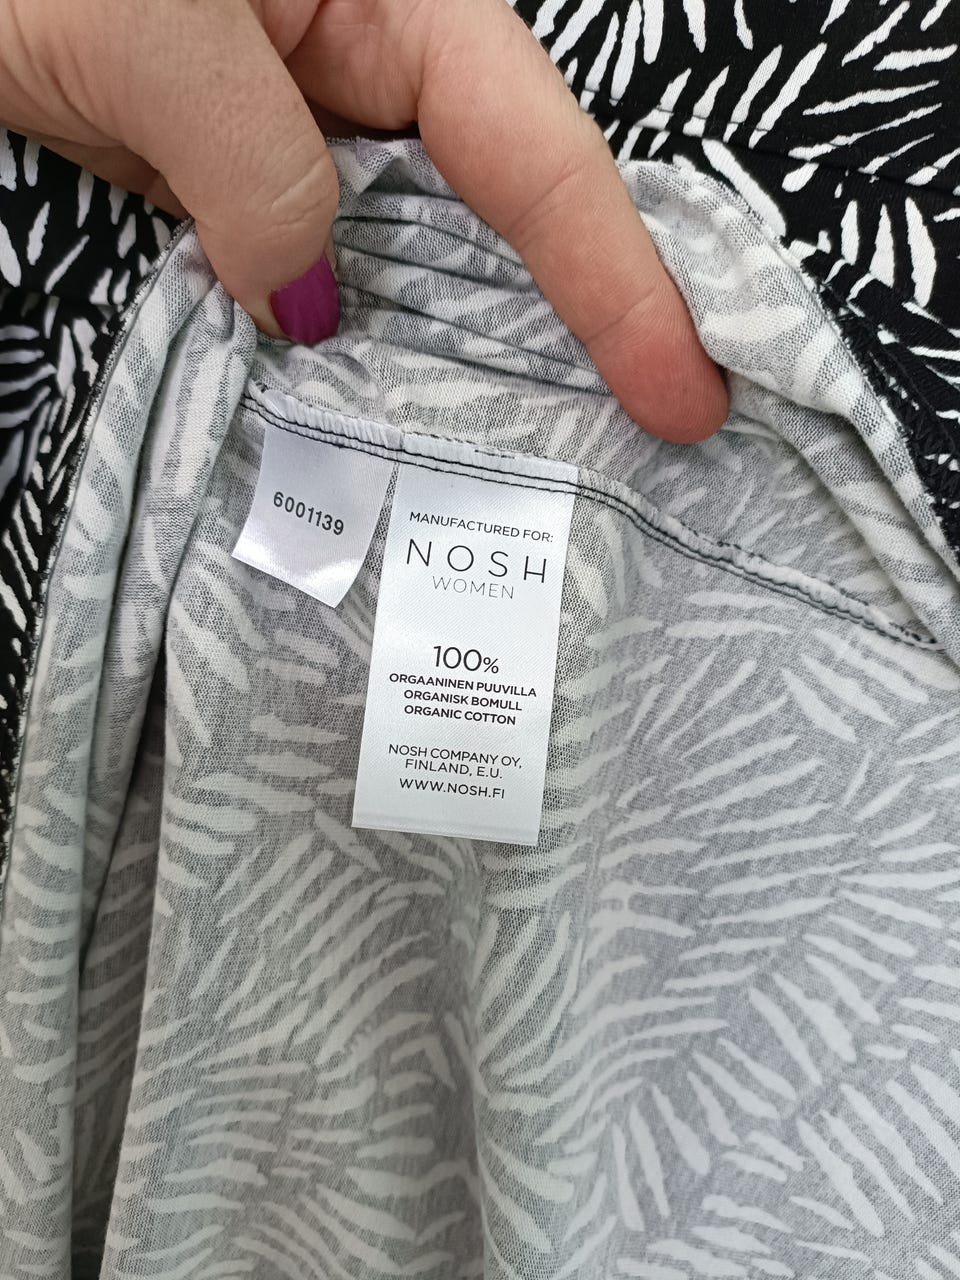 6001139
MANUFACTURED FOR:
NOSH
WOMEN
100%
ORGAANINEN PUUVILLA
ORGANISK BOMULL
ORGANIC COTTON
NOSH COMPANY OY,
FINLAND, E.U.
WWW.NOSH.FI